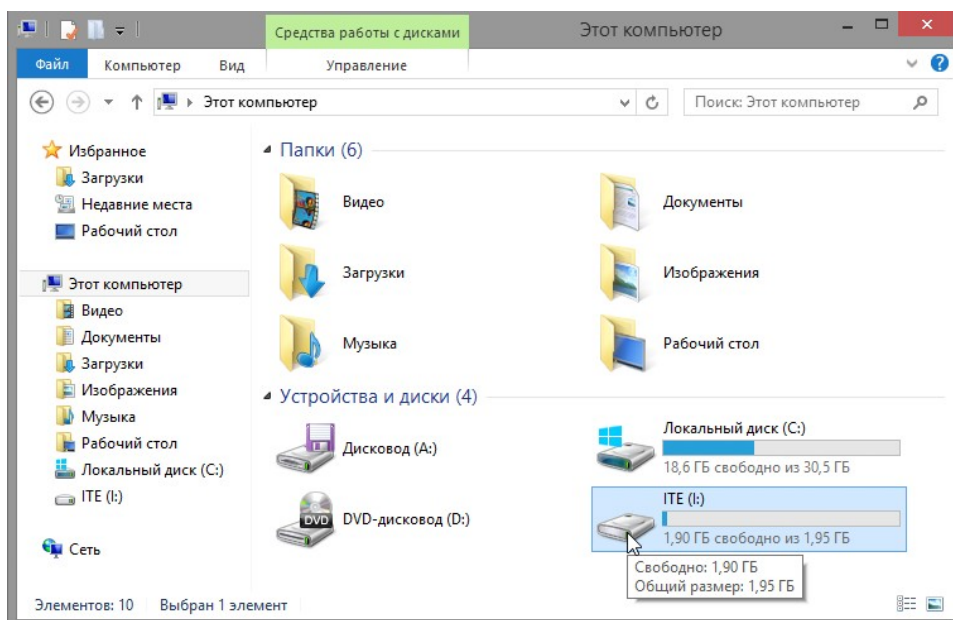 Средства работы с дисками
Этот компьютер
Файл
Компьютер
Вид
Управление
Этот компьютер
Поиск: Этот компьютер
Избранное
Загрузки
Недавние места
Рабочий стол
Этот компьютер
Видео
Документы
Загрузки
Изображения
Музыка
Рабочий стол
Локальный диск (C:)
ITE (I:)
Сеть
Папки (6)
Видео
Документы
Загрузки
Изображения
Музыка
Рабочий стол
Устройства и диски (4)
Дисковод (A:)
Локальный диск (C:)
18,6 ГБ свободно из 30,5 ГБ
DVD
DVD-дисковод (D:)
ITE (I:)
1,90 ГБ свободно из 1,95 ГБ
Свободно: 1,90 ГБ
Общий размер: 1,95 ГБ
Элементов: 10
Выбран 1 элемент